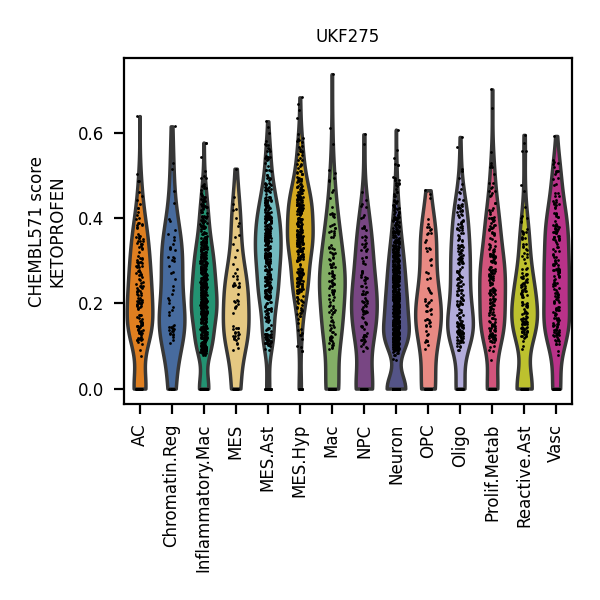 UKF275
CHEMBL571 score
KETOPROFEN
0.6
0.4
0.2
0.0
AC
Chromatin.Reg
Inflammatory.Mac
MES
MES.Ast
MES.Hyp
Mac
NPC
Neuron
OPC
Oligo
Prolif.Metab
Reactive.Ast
Vasc